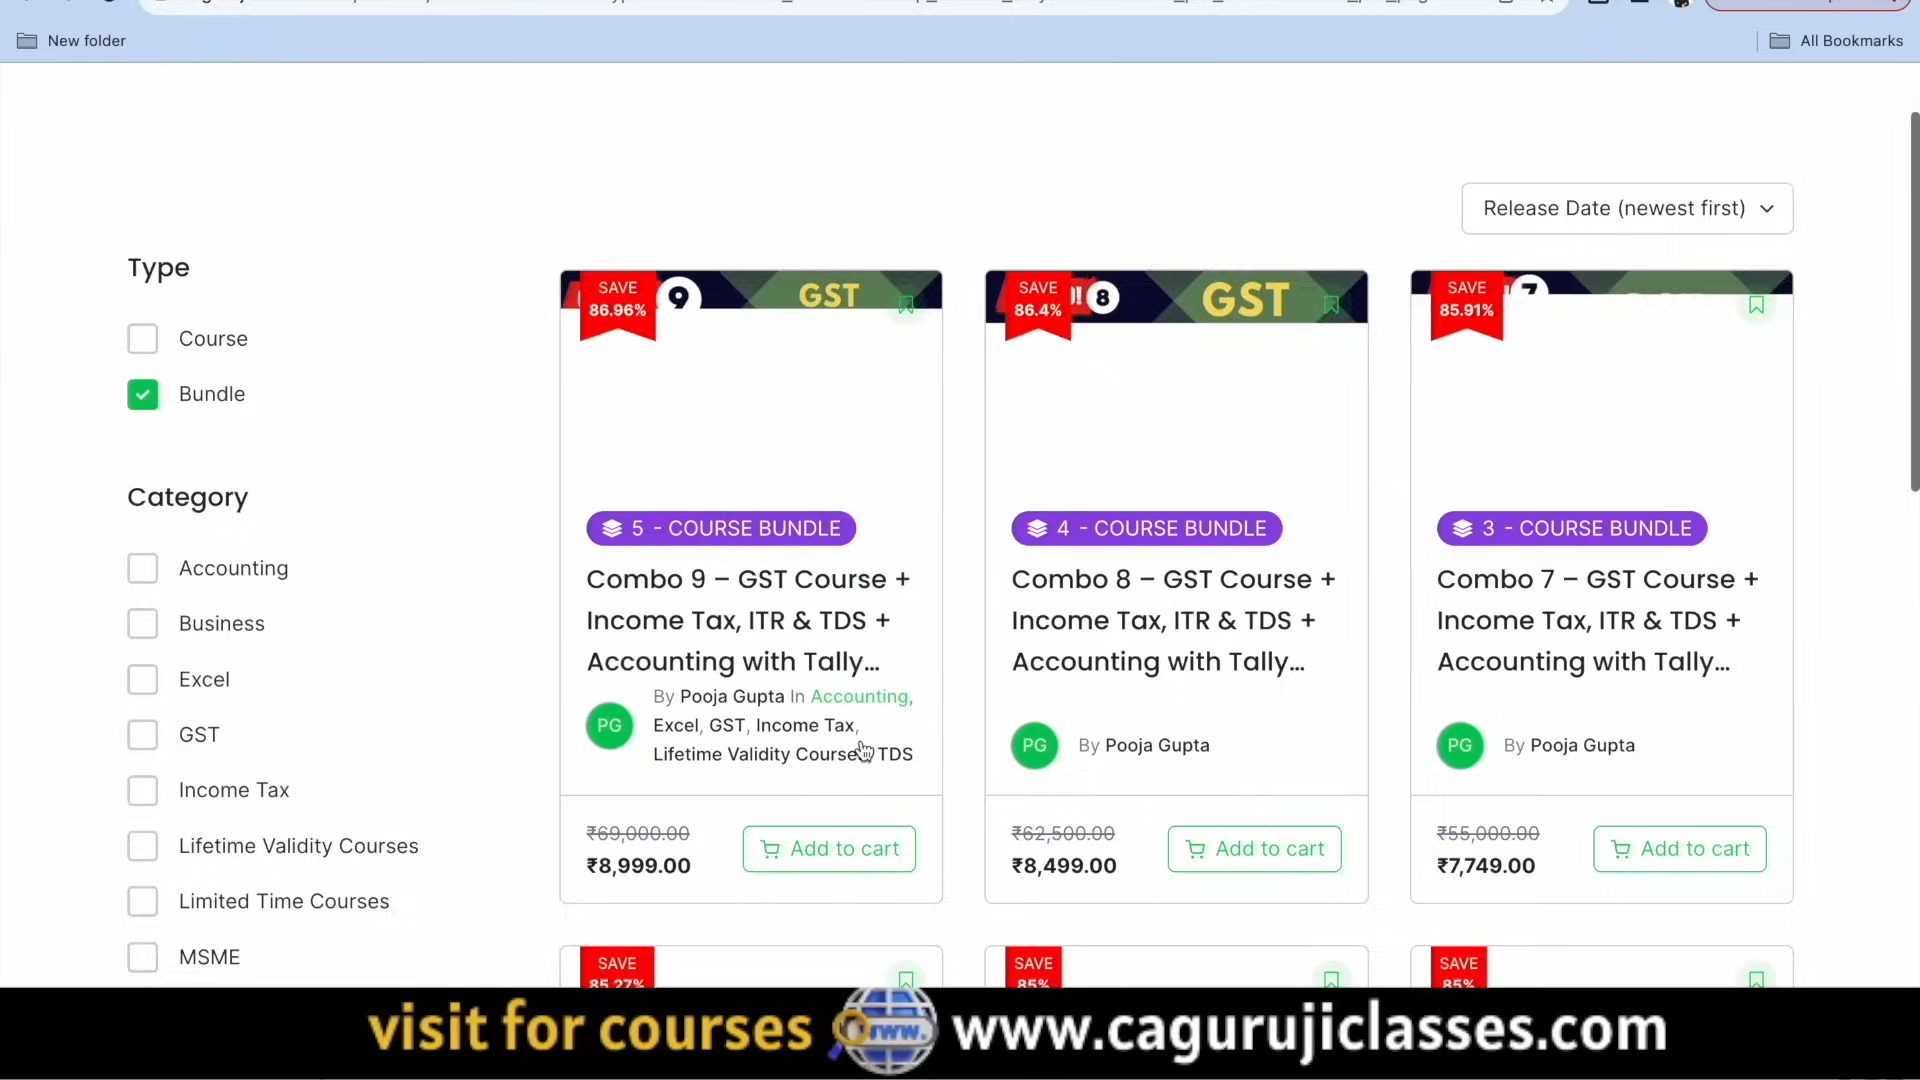 New folder
All Bookmarks
Release Date (newest first)
Type
Course
Bundle
Category
Accounting
Business
Excel
GST
Income Tax
Lifetime Validity Courses
Limited Time Courses
MSME
SAVE
86.96%
9
GST
5 - COURSE BUNDLE
Combo 9 – GST Course +
Income Tax, ITR & TDS +
Accounting with Tally...
PG
By Pooja Gupta In Accounting,
Excel, GST, Income Tax,
Lifetime Validity Course TDS
₹69,000.00
₹8,999.00
Add to cart
SAVE
86.4%
! 8
GST
4 - COURSE BUNDLE
Combo 8 – GST Course +
Income Tax, ITR & TDS +
Accounting with Tally...
PG
By Pooja Gupta
₹62,500.00
₹8,499.00
Add to cart
SAVE
85.91%
7
3 - COURSE BUNDLE
Combo 7 – GST Course +
Income Tax, ITR & TDS +
Accounting with Tally...
PG
By Pooja Gupta
₹55,000.00
₹7,749.00
Add to cart
SAVE
85.27%
SAVE
85%
SAVE
85%
visit for courses www. www.cagurujiclasses.com